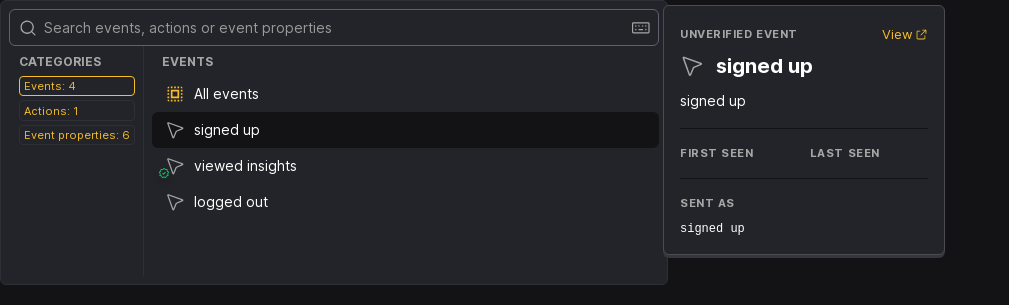 Search events, actions or event properties
CATEGORIES
Events: 4
Actions: 1
Event properties: 6
EVENTS
All events
signed up
viewed insights
logged out
UNVERIFIED EVENT
View
signed up
signed up
FIRST SEEN
LAST SEEN
SENT AS
signed up